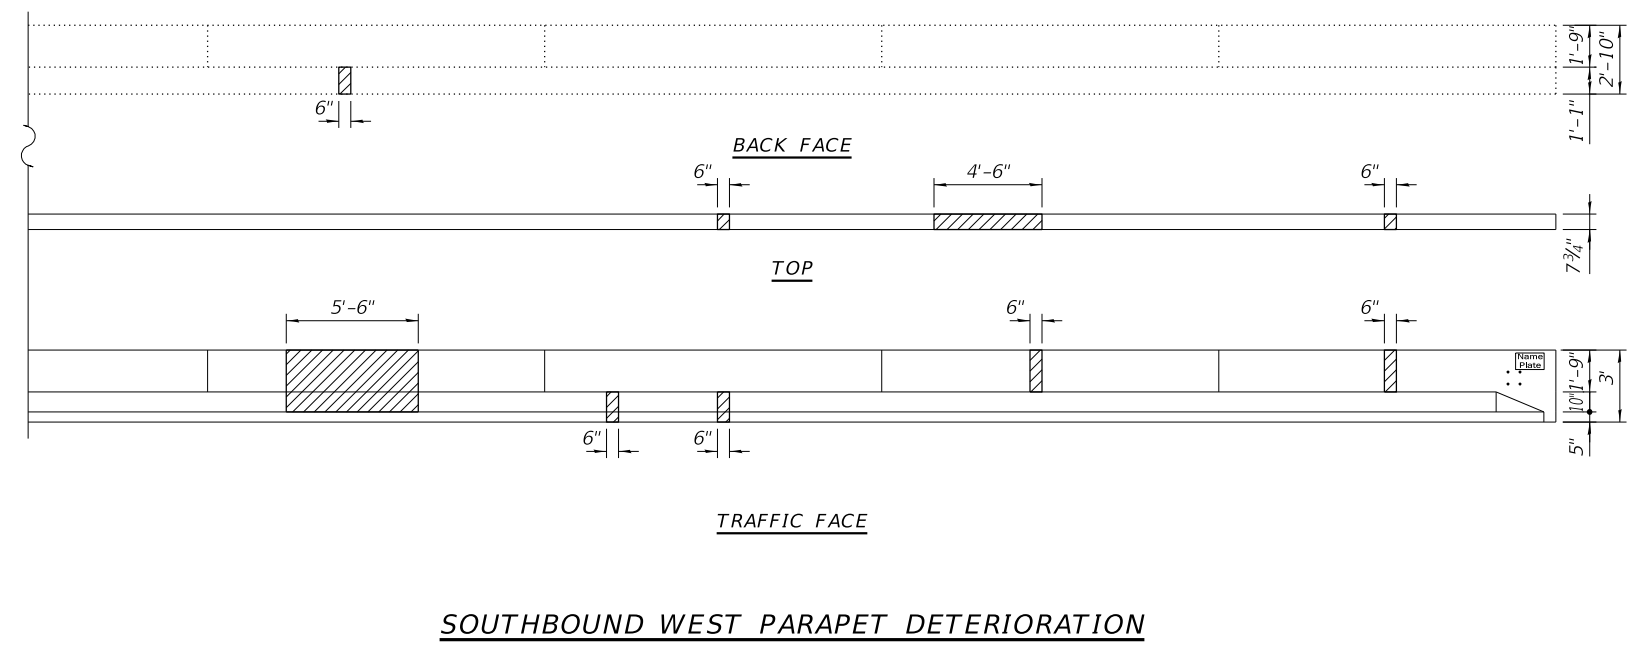 1'-9"
2'-10"
1'-1"
6"
BACK FACE
6"
4'-6"
6"
7¾"
TOP
5'-6"
6"
6"
Name
Plate
1'-9"
3'
10"
5"
6"
6"
TRAFFIC FACE
SOUTHBOUND WEST PARAPET DETERIORATION